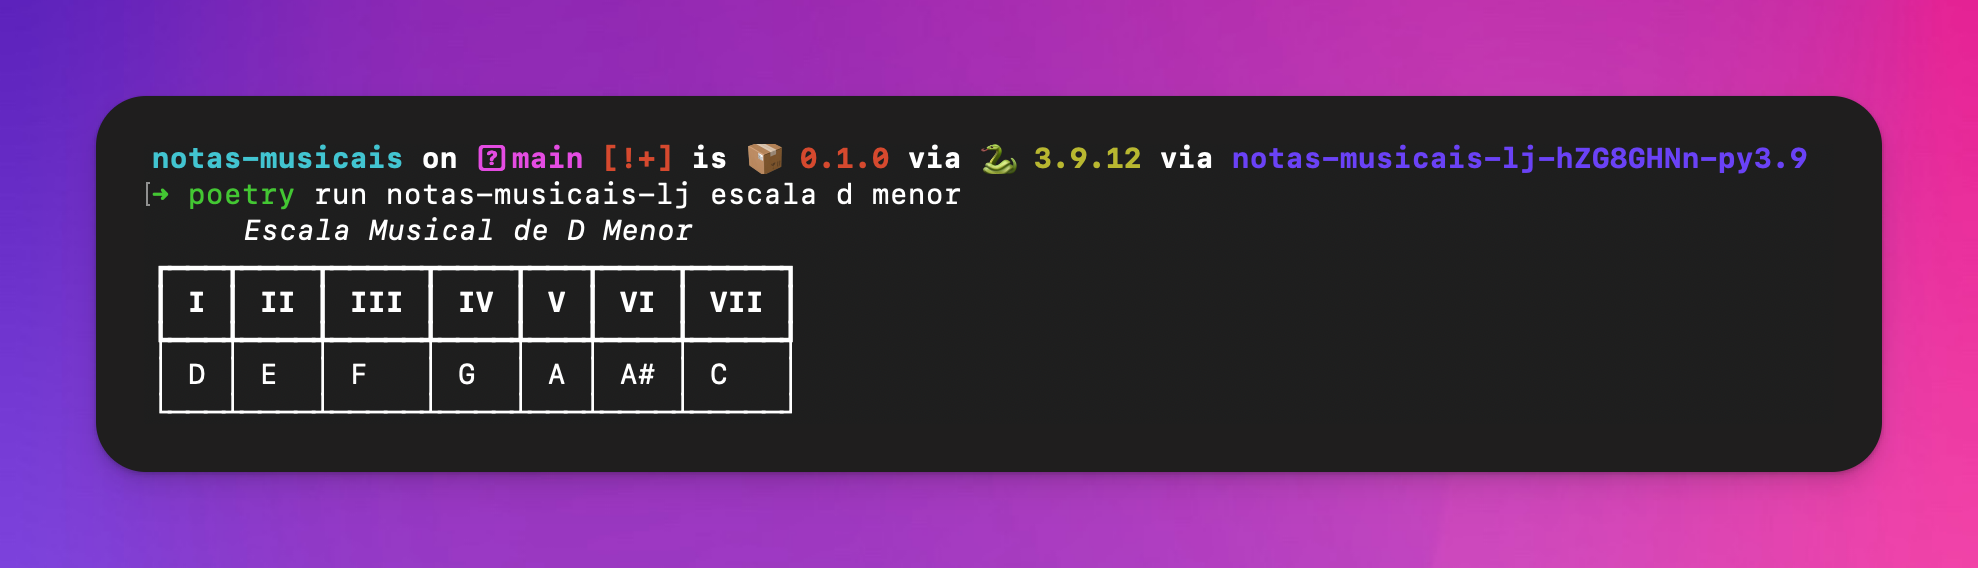 notas-musicais on ?main [!+] is 📦 0.1.0 via 🐍 3.9.12 via notas-musicais-lj-hZG8GHNn-py3.9
[➜ poetry run notas-musicais-lj escala d menor
Escala Musical de D Menor
I II III IV V VI VII
D E F G A A# C